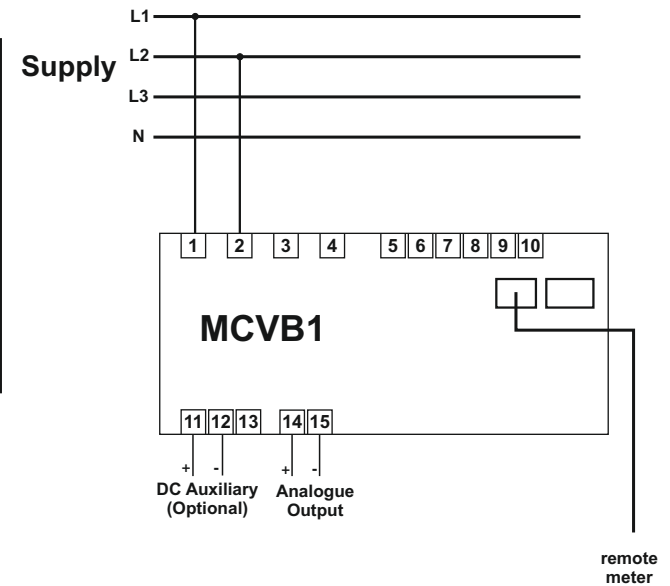 L1
Supply L2
L3
N
1 2 3 4 5 6 7 8 9 10
MCVB1
11 12 13 14 15
+ - + -
DC Auxiliary Analogue
(Optional) Output
remote
meter